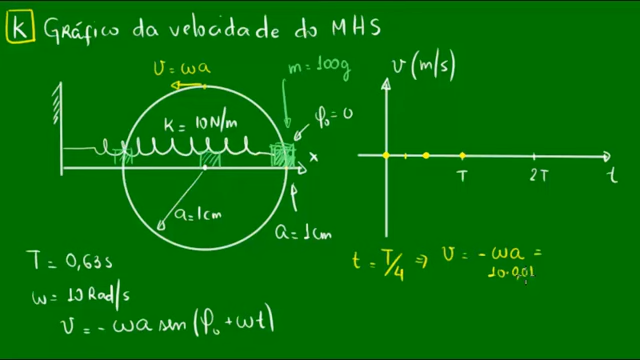 K Gráfico da velocidade do MHS
v = ωa
m = 100g
K = 10N/m
φ₀ = 0
x
a = 1cm
a = 1cm
v (m/s)
T
2T
t
T = 0,63s
ω = 10 Rad/s
v = - ωa sen (φ₀ + ωt)
t = T/4 ⇒ v = - ωa =
10·0,01